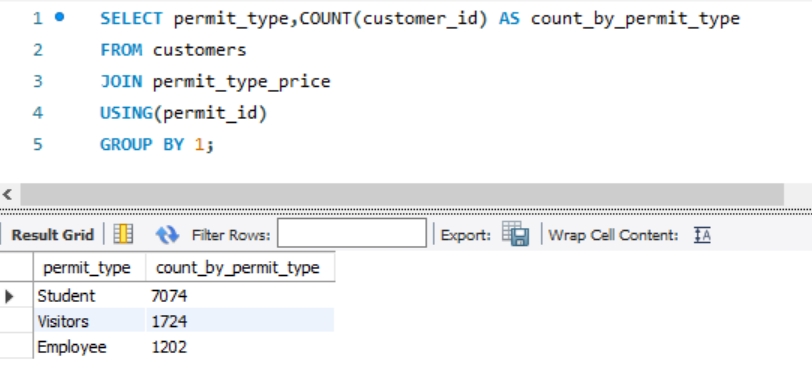 1 SELECT permit_type,COUNT(customer_id) AS count_by_permit_type
2 FROM customers
3 JOIN permit_type_price
4 USING(permit_id)
5 GROUP BY 1;
Result Grid Filter Rows: Export: Wrap Cell Content: IA
permit_type count_by_permit_type
Student 7074
Visitors 1724
Employee 1202